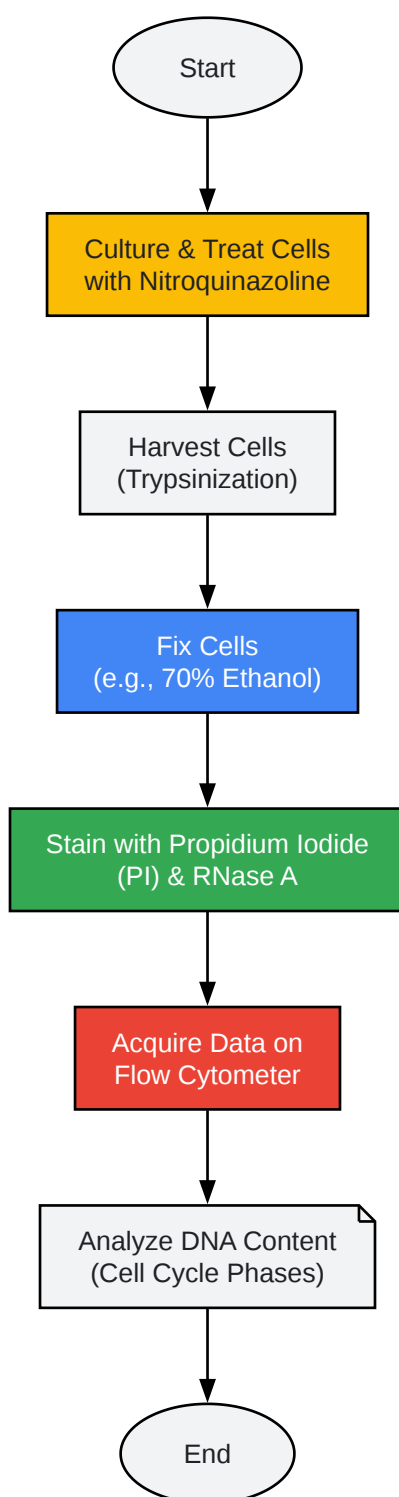 Start
Culture & Treat Cells
with Nitroquinazoline
Harvest Cells
(Trypsinization)
Fix Cells
(e.g., 70% Ethanol)
Stain with Propidium Iodide
(PI) & RNase A
Acquire Data on
Flow Cytometer
Analyze DNA Content
(Cell Cycle Phases)
End